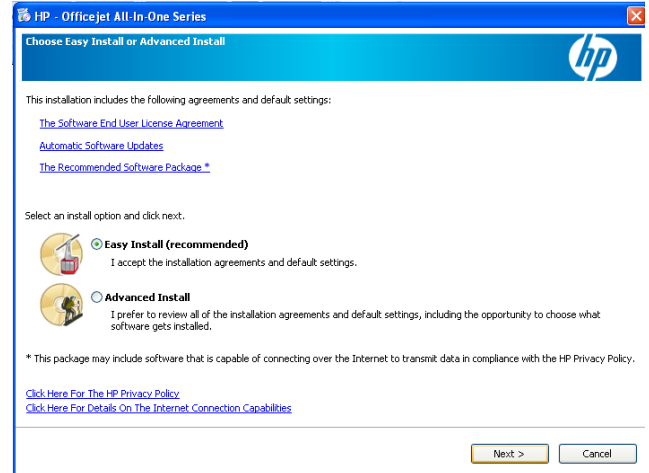 HP - Officejet All-In-One Series
Choose Easy Install or Advanced Install
hp
This installation includes the following agreements and default settings:
The Software End User License Agreement
Automatic Software Updates
The Recommended Software Package *
Select an install option and click next.
Easy Install (recommended)
I accept the installation agreements and default settings.
Advanced Install
I prefer to review all of the installation agreements and default settings, including the opportunity to choose what
software gets installed.
* This package may include software that is capable of connecting over the Internet to transmit data in compliance with the HP Privacy Policy.
Click Here For The HP Privacy Policy
Click Here For Details On The Internet Connection Capabilities
Next > Cancel